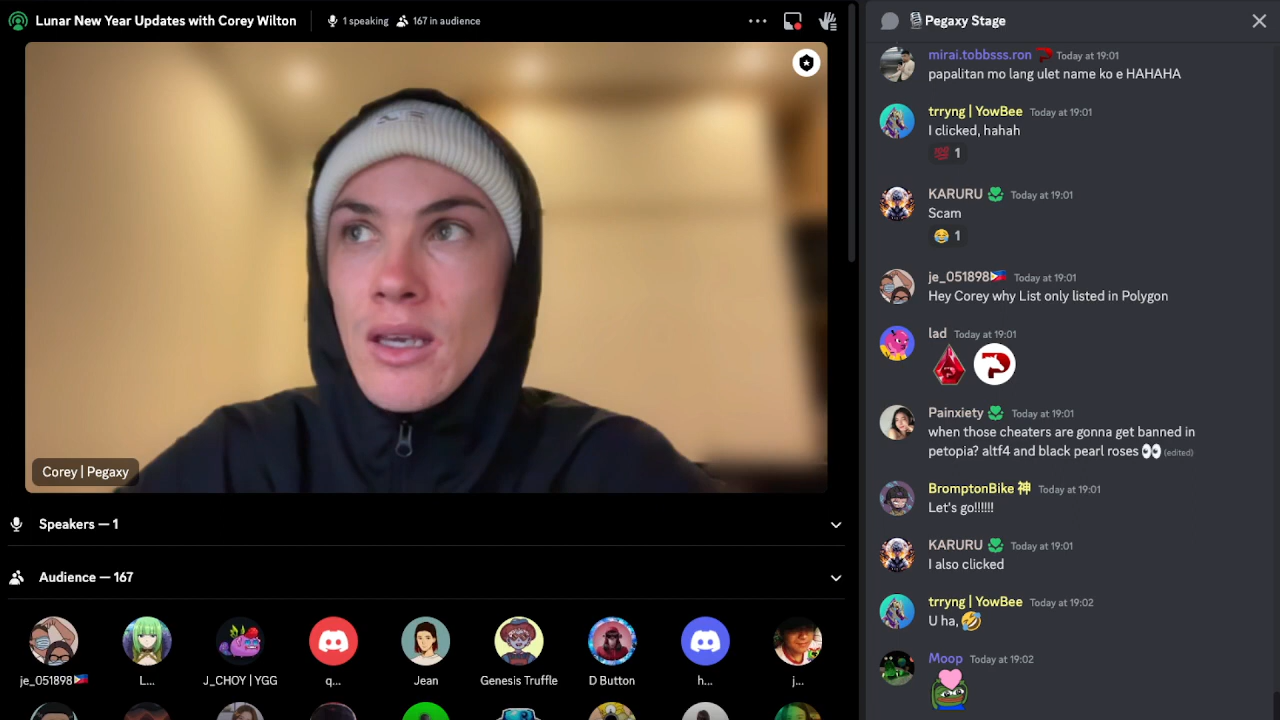 Lunar New Year Updates with Corey Wilton
1 speaking
167 in audience
Corey | Pegaxy
Speakers — 1
Audience — 167
je_051898🇵🇭
L...
J_CHOY | YGG
q...
Jean
Genesis Truffle
D Button
h...
j...
🎙️Pegaxy Stage
mirai.tobbsss.ron Today at 19:01
papalitan mo lang ulet name ko e HAHAHA
trryng | YowBee Today at 19:01
I clicked, hahah
💯 1
KARURU Today at 19:01
Scam
😂 1
je_051898🇵🇭 Today at 19:01
Hey Corey why List only listed in Polygon
lad Today at 19:01
Painxiety Today at 19:01
when those cheaters are gonna get banned in
petopia? altf4 and black pearl roses 👀 (edited)
BromptonBike 神 Today at 19:01
Let's go!!!!!!
KARURU Today at 19:01
I also clicked
trryng | YowBee Today at 19:02
U ha,🤣
Moop Today at 19:02